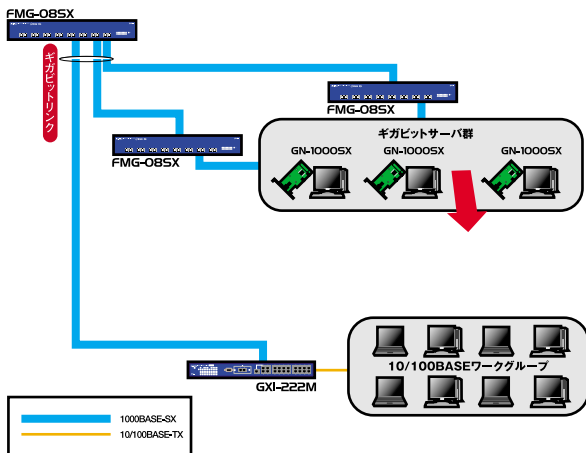 FMG-08SX
ギガビットリンク
FMG-08SX
FMG-08SX
ギガビットサーバ群
GN-1000SX
GN-1000SX
GN-1000SX
10/100BASEワークグループ
GXI-222M
1000BASE-SX
10/100BASE-TX